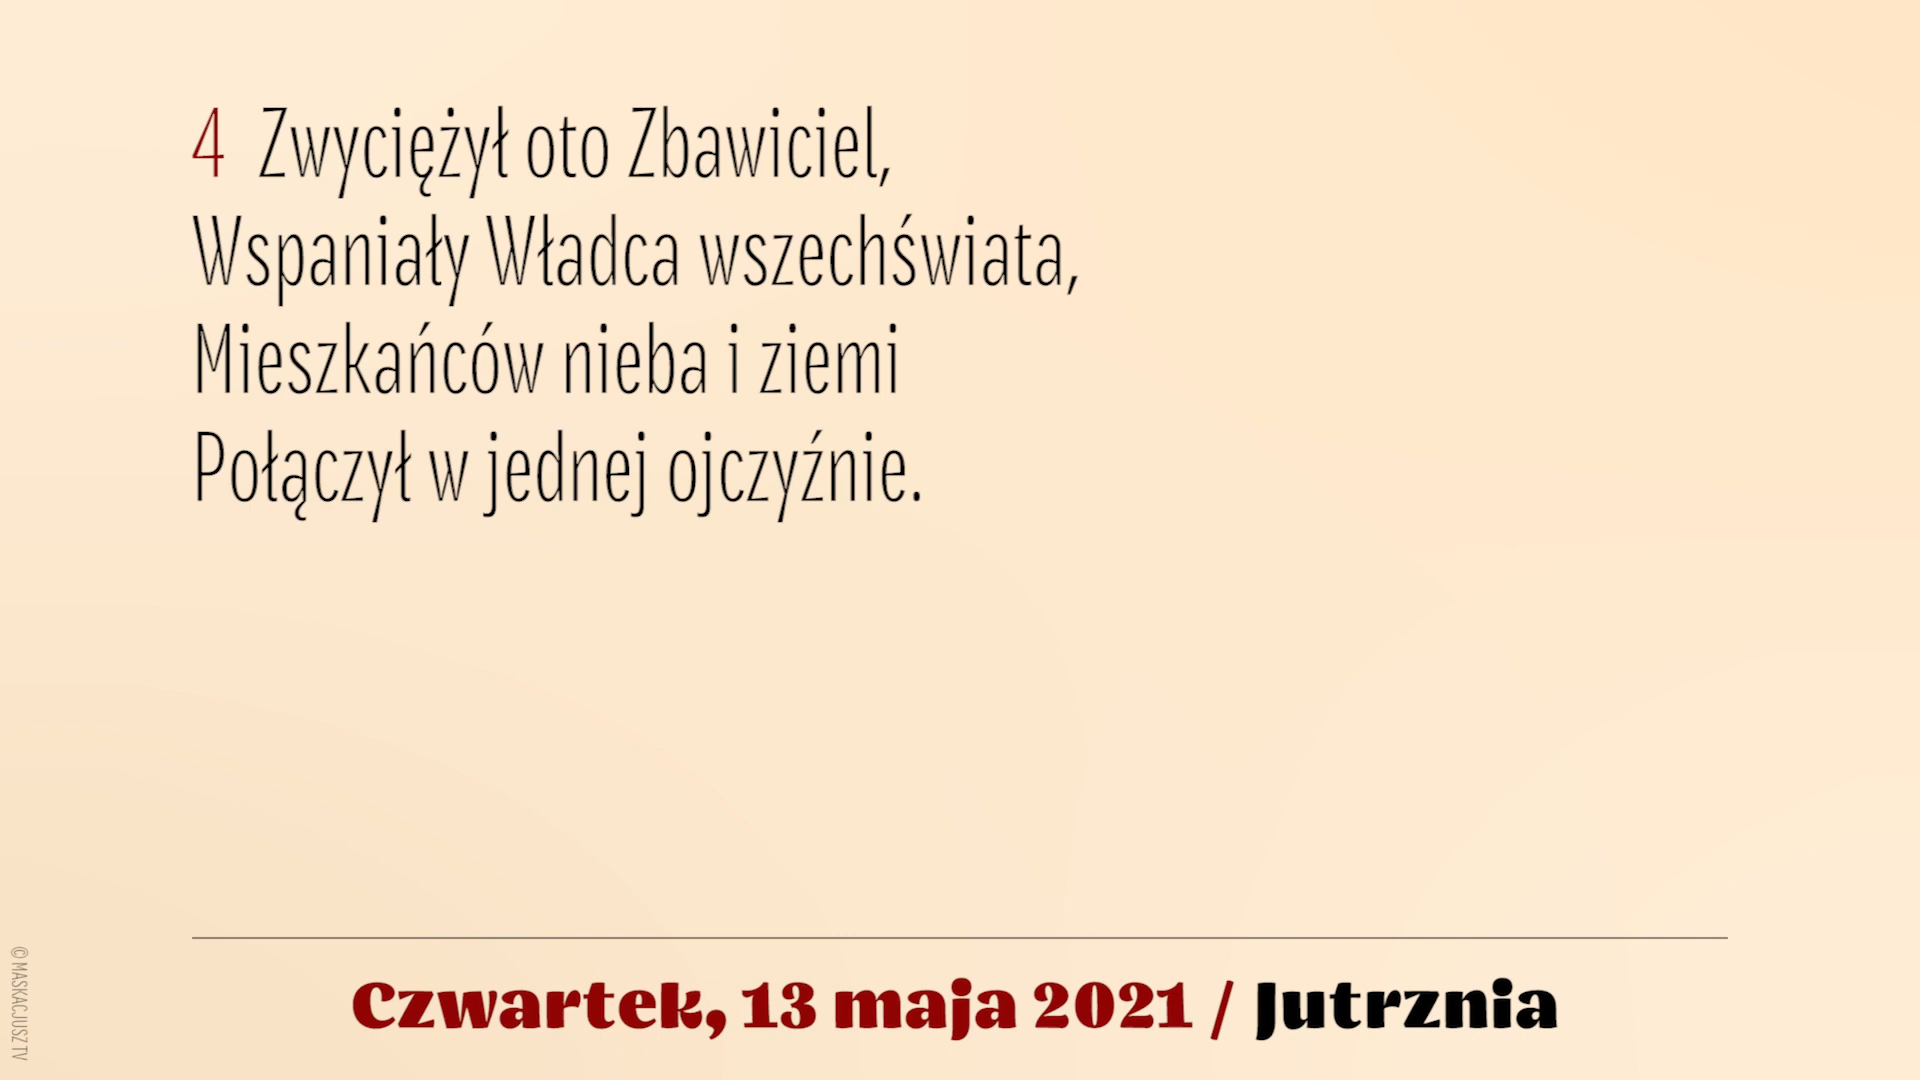 4 Zwyciężył oto Zbawiciel,
Wspaniały Władca wszechświata,
Mieszkańców nieba i ziemi
Połączył w jednej ojczyźnie.
Czwartek, 13 maja 2021 / Jutrznia
© MASKACJUSZ TV